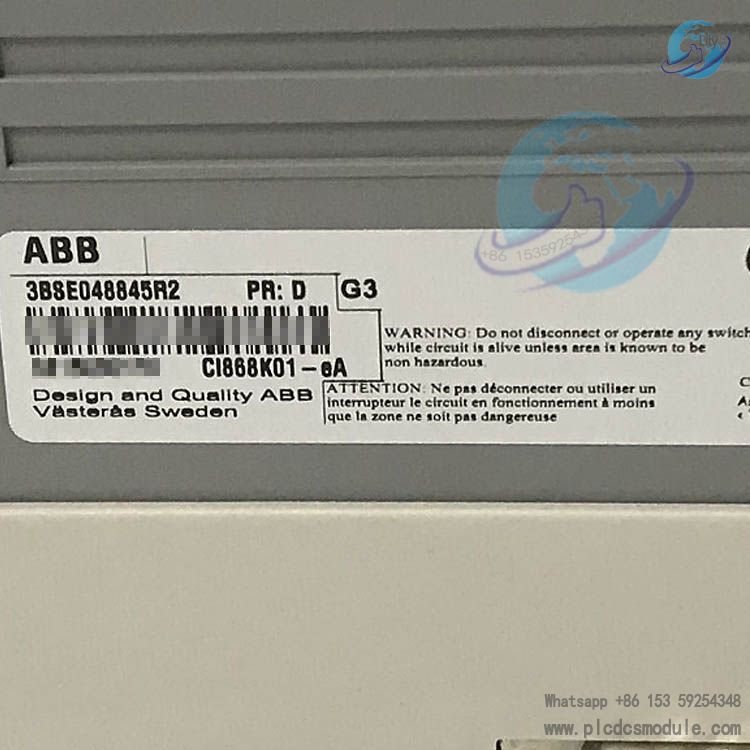 Diy
+86 15359254348
ABB
3BSE048845R2 PR: D G3
CI868K01-eA
Design and Quality ABB
Västerås Sweden
WARNING: Do not disconnect or operate any switch
while circuit is alive unless area is known to be
non hazardous.
ATTENTION: Ne pas déconnecter ou utiliser un
interrupteur le circuit en fonctionnement à moins
que la zone ne soit pas dangereuse
Whatsapp +86 153 59254348
www.plcdcsmodule.com